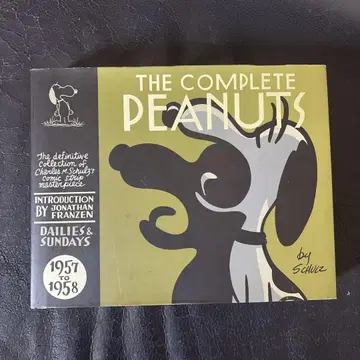 The definitive
Collection of
Charles M. Schulz's
Comic Strip
masterpiece
INTRODUCTION
BY JONATHAN
FRANZEN
DAILIES &
SUNDAYS
1957
TO
1958
THE COMPLETE
PEANUTS
by
SCHULZ